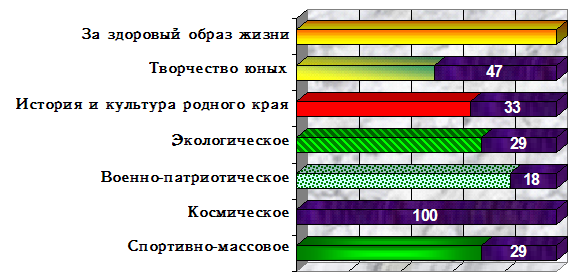 За здоровый образ жизни
Творчество юных 47
История и культура родного края 33
Экологическое 29
Военно-патриотическое 18
Космическое 100
Спортивно-массовое 29